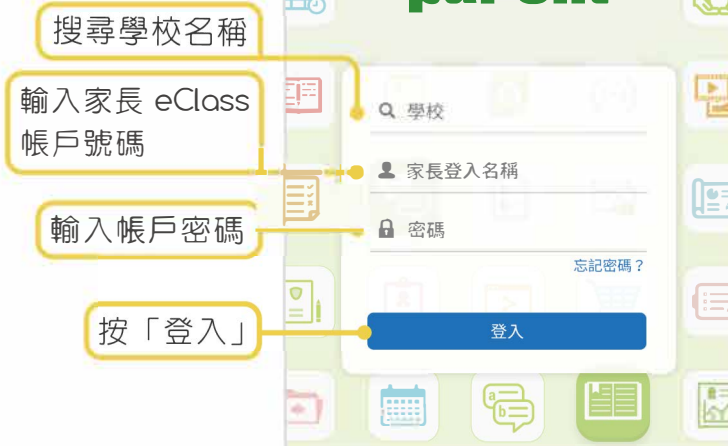 parent
搜尋學校名稱
學校
輸入家長 eClass
帳戶號碼
家長登入名稱
輸入帳戶密碼
密碼
忘記密碼？
按「登入」
登入
a
b